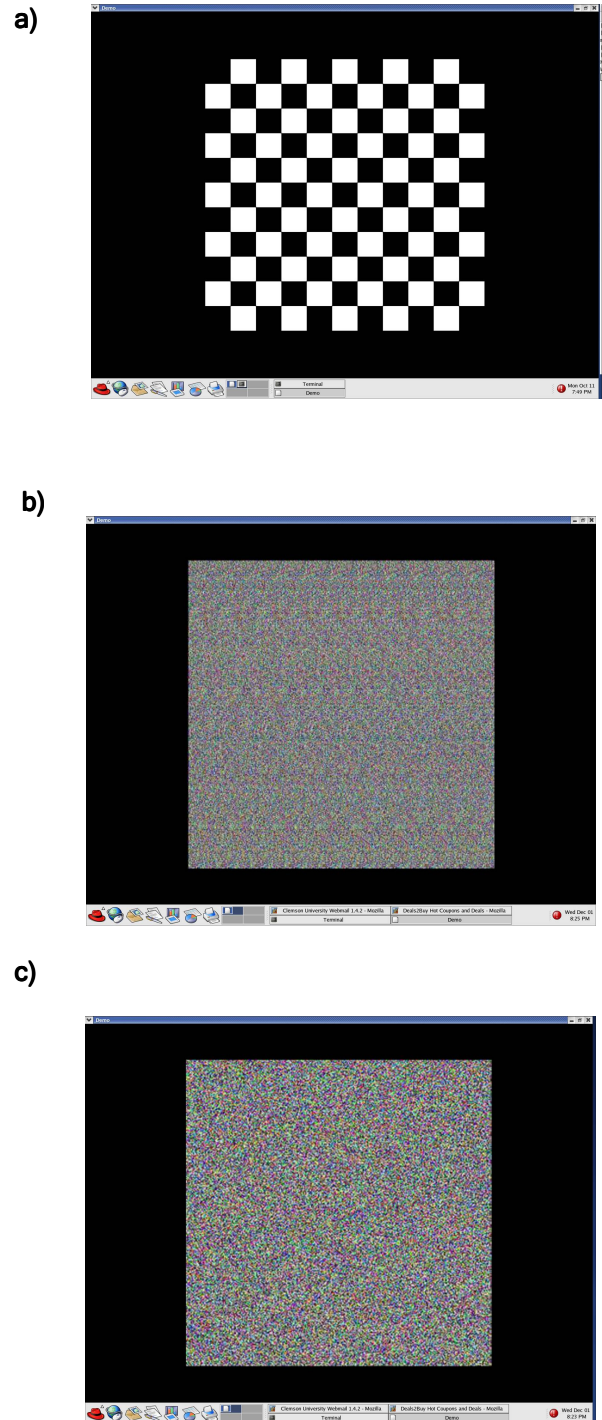 a)
Demo
Terminal
Demo
Mon Oct 11
7:49 PM
b)
Demo
Clemson University Webmail 1.4.2 - Mozilla
Deals2Buy Hot Coupons and Deals - Mozilla
Terminal
Demo
Wed Dec 01
8:25 PM
c)
Demo
Clemson University Webmail 1.4.2 - Mozilla
Deals2Buy Hot Coupons and Deals - Mozilla
Terminal
Demo
Wed Dec 01
8:23 PM